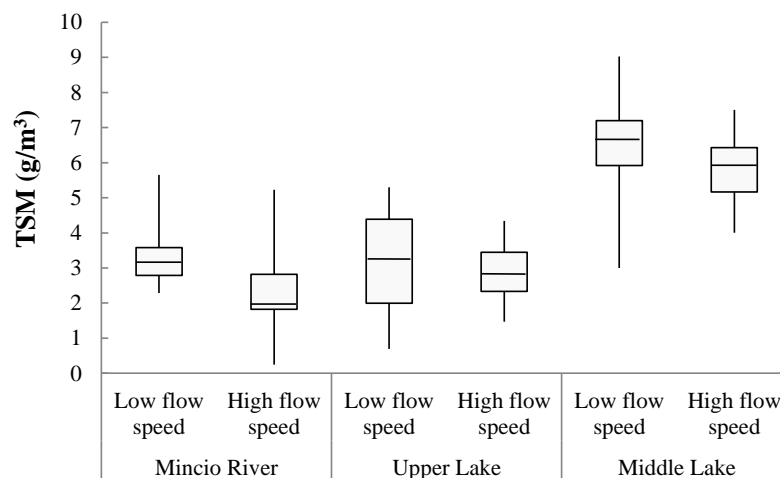 10
9
8
7
6
5
4
3
2
1
0
TSM (g/m³)
Low flow speed
High flow speed
Low flow speed
High flow speed
Low flow speed
High flow speed
Mincio River
Upper Lake
Middle Lake